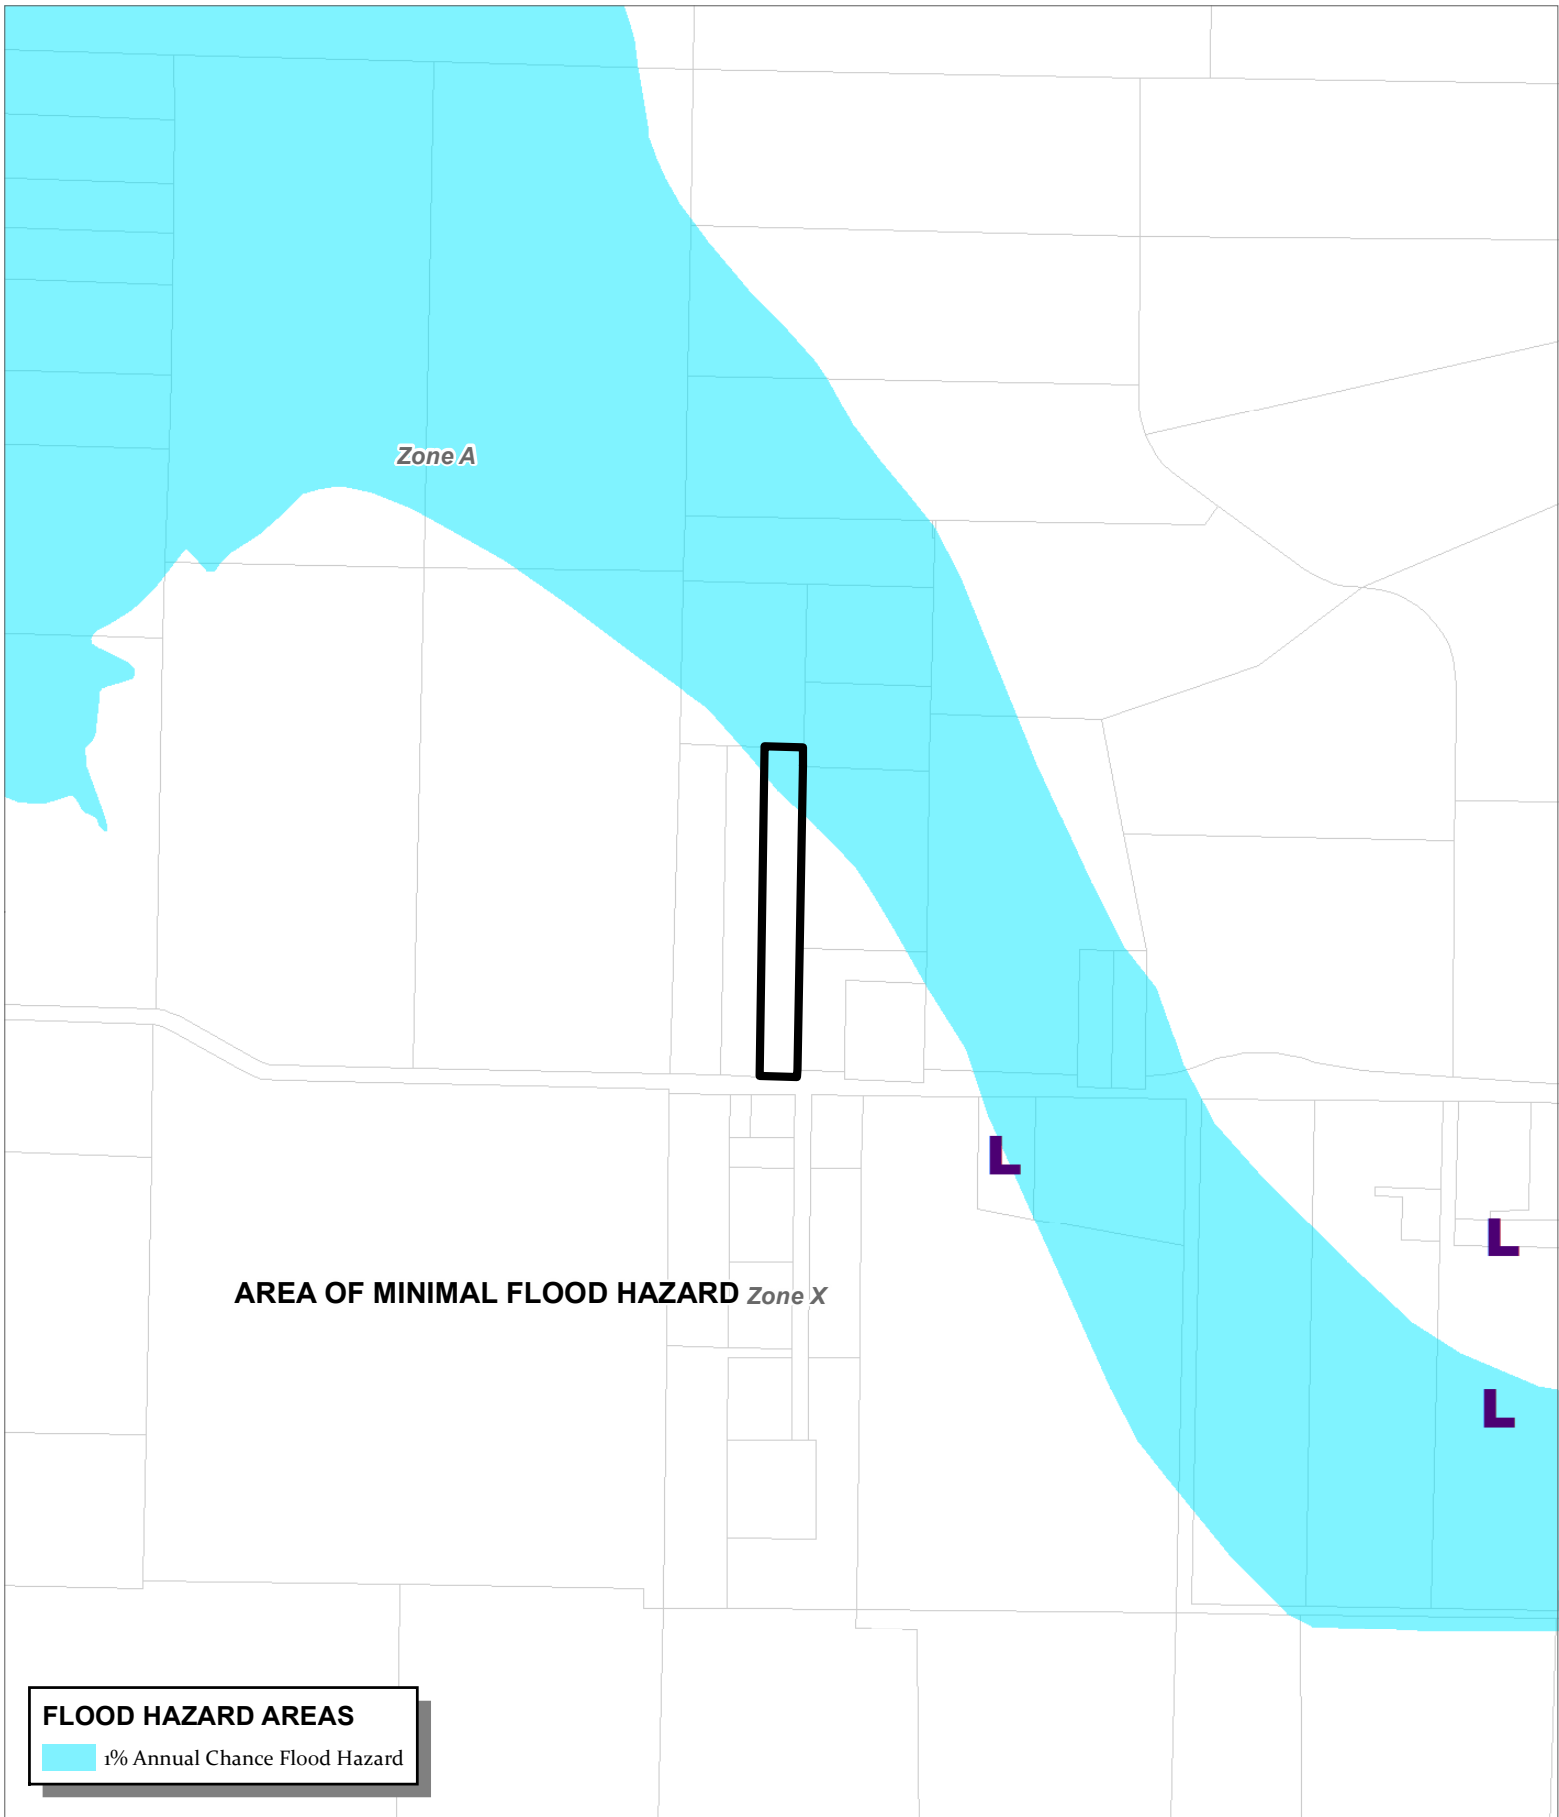 Zone A
L
L
AREA OF MINIMAL FLOOD HAZARD Zone X
L
FLOOD HAZARD AREAS
1% Annual Chance Flood Hazard